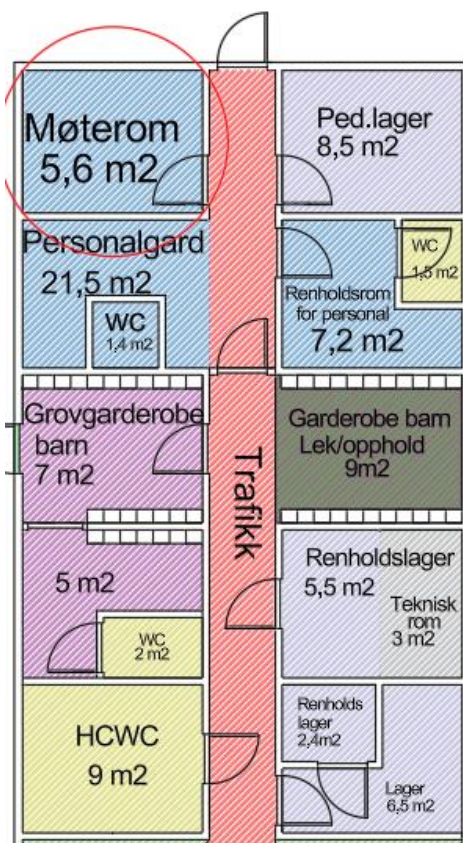 Møterom
5,6 m2
Ped.lager
8,5 m2
Personalgard
21,5 m2
WC
1,4 m2
WC
1,5 m2
Renholdsrom
for personal
7,2 m2
Grovgarderobe
barn
7 m2
Trafikk
Garderobe barn
Lek/opphold
9m2
5 m2
WC
2 m2
Renholdslager
5,5 m2
Teknisk
rom
3 m2
HCWC
9 m2
Renholds
lager
2,4m2
Lager
6,5 m2